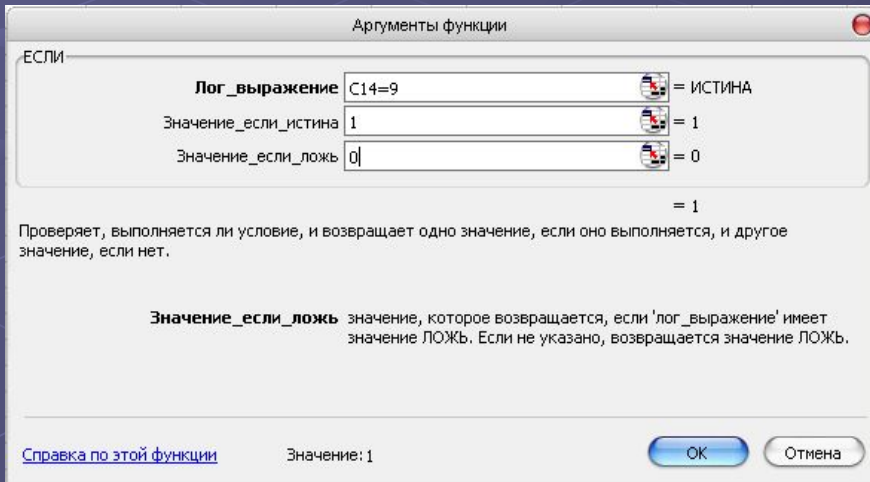 Аргументы функции
ЕСЛИ
Лог_выражение C14=9 = ИСТИНА
Значение_если_истина 1 = 1
Значение_если_ложь 0 = 0
= 1
Проверяет, выполняется ли условие, и возвращает одно значение, если оно выполняется, и другое
значение, если нет.
Значение_если_ложь значение, которое возвращается, если 'лог_выражение' имеет
значение ЛОЖЬ. Если не указано, возвращается значение ЛОЖЬ.
Справка по этой функции Значение: 1 ОК Отмена